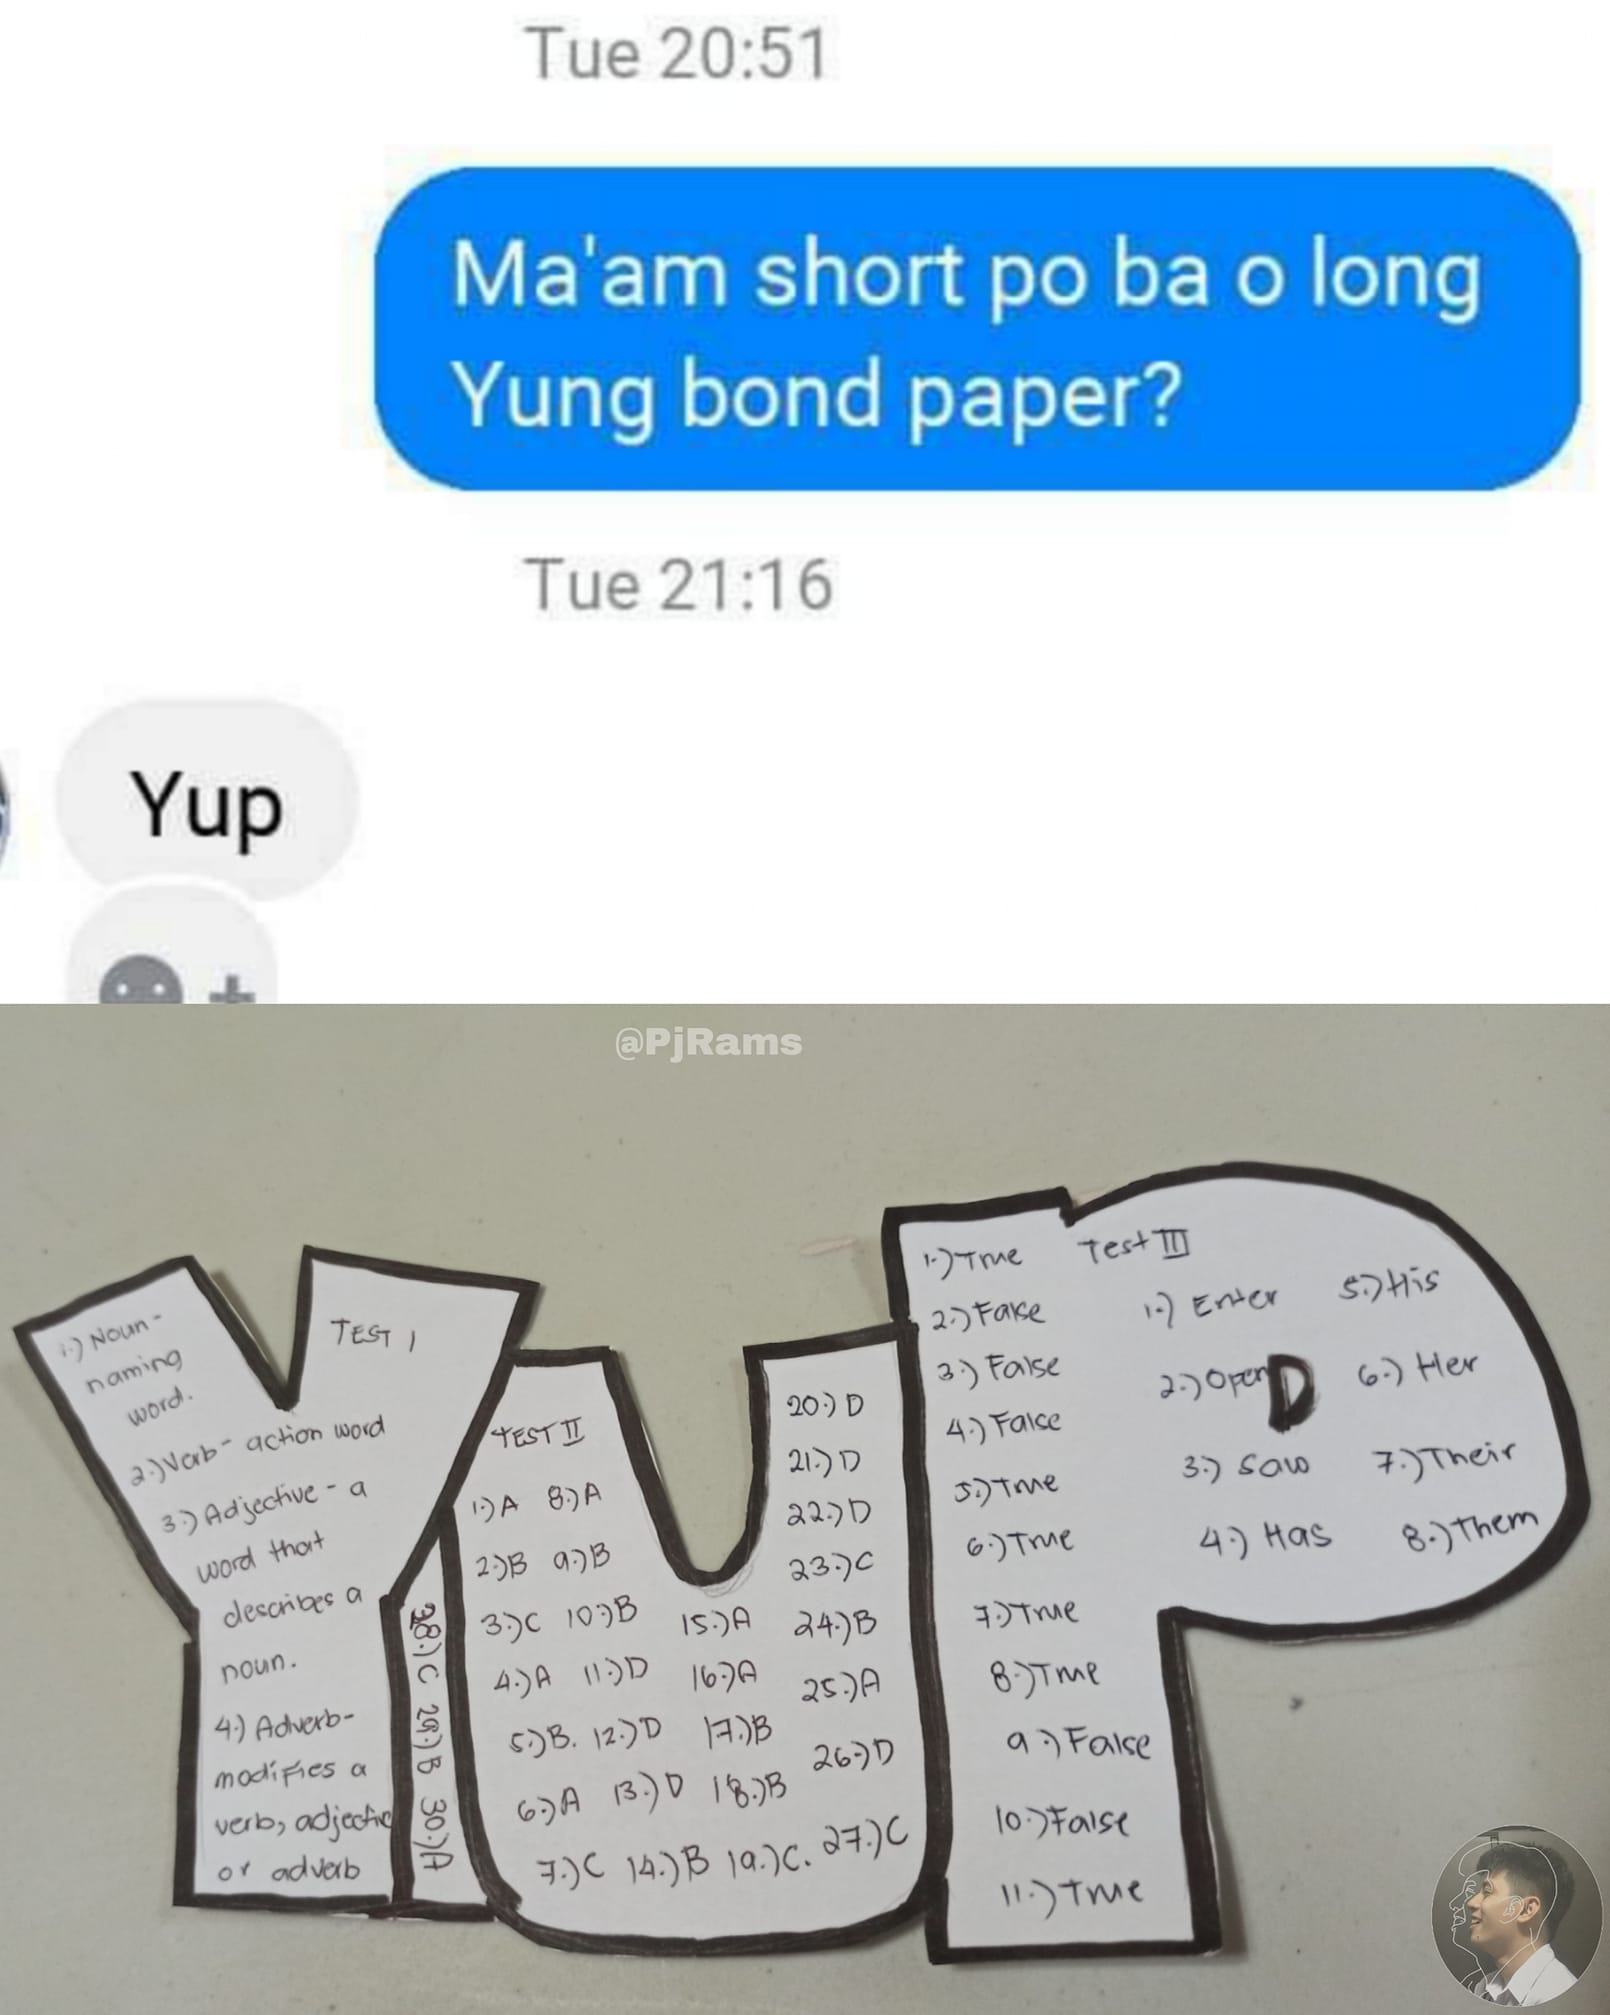 Tue 20:51
Ma'am short po ba o long
Yung bond paper?
Tue 21:16
Yup
@PjRams
1.) Noun-
naming
word.
TEST 1
2.) Verb- action word
3.) Adjective - a
word that
describes a
noun.
4.) Adverb-
modifies a
verb, adjective
or adverb
28.) C 29.) B 30.) A
TEST II
1.) A 8.) A
2.) B 9.) B
3.) C 10.) B 15.) A
4.) A 11.) D 16.) A
5.) B. 12.) D 17.) B
6.) A 13.) D 18.) B
7.) C 14.) B 19.) C. 27.) C
20.) D
21.) D
22.) D
23.) C
24.) B
25.) A
26.) D
1.) True
2.) False
3.) False
4.) False
5.) True
6.) True
7.) True
8.) True
9.) False
10.) False
11.) True
Test III
1.) Enter 5.) His
2.) Open 6.) Her
D
3.) Saw 7.) Their
4.) Has 8.) Them